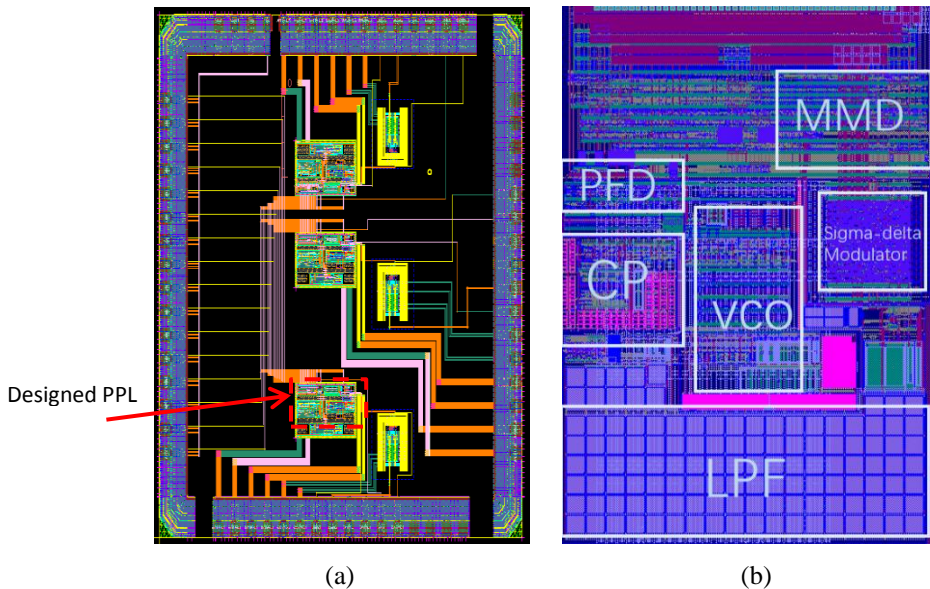 Designed PPL
MMD
PFD
Sigma-delta
Modulator
CP
VCO
LPF
(a)
(b)